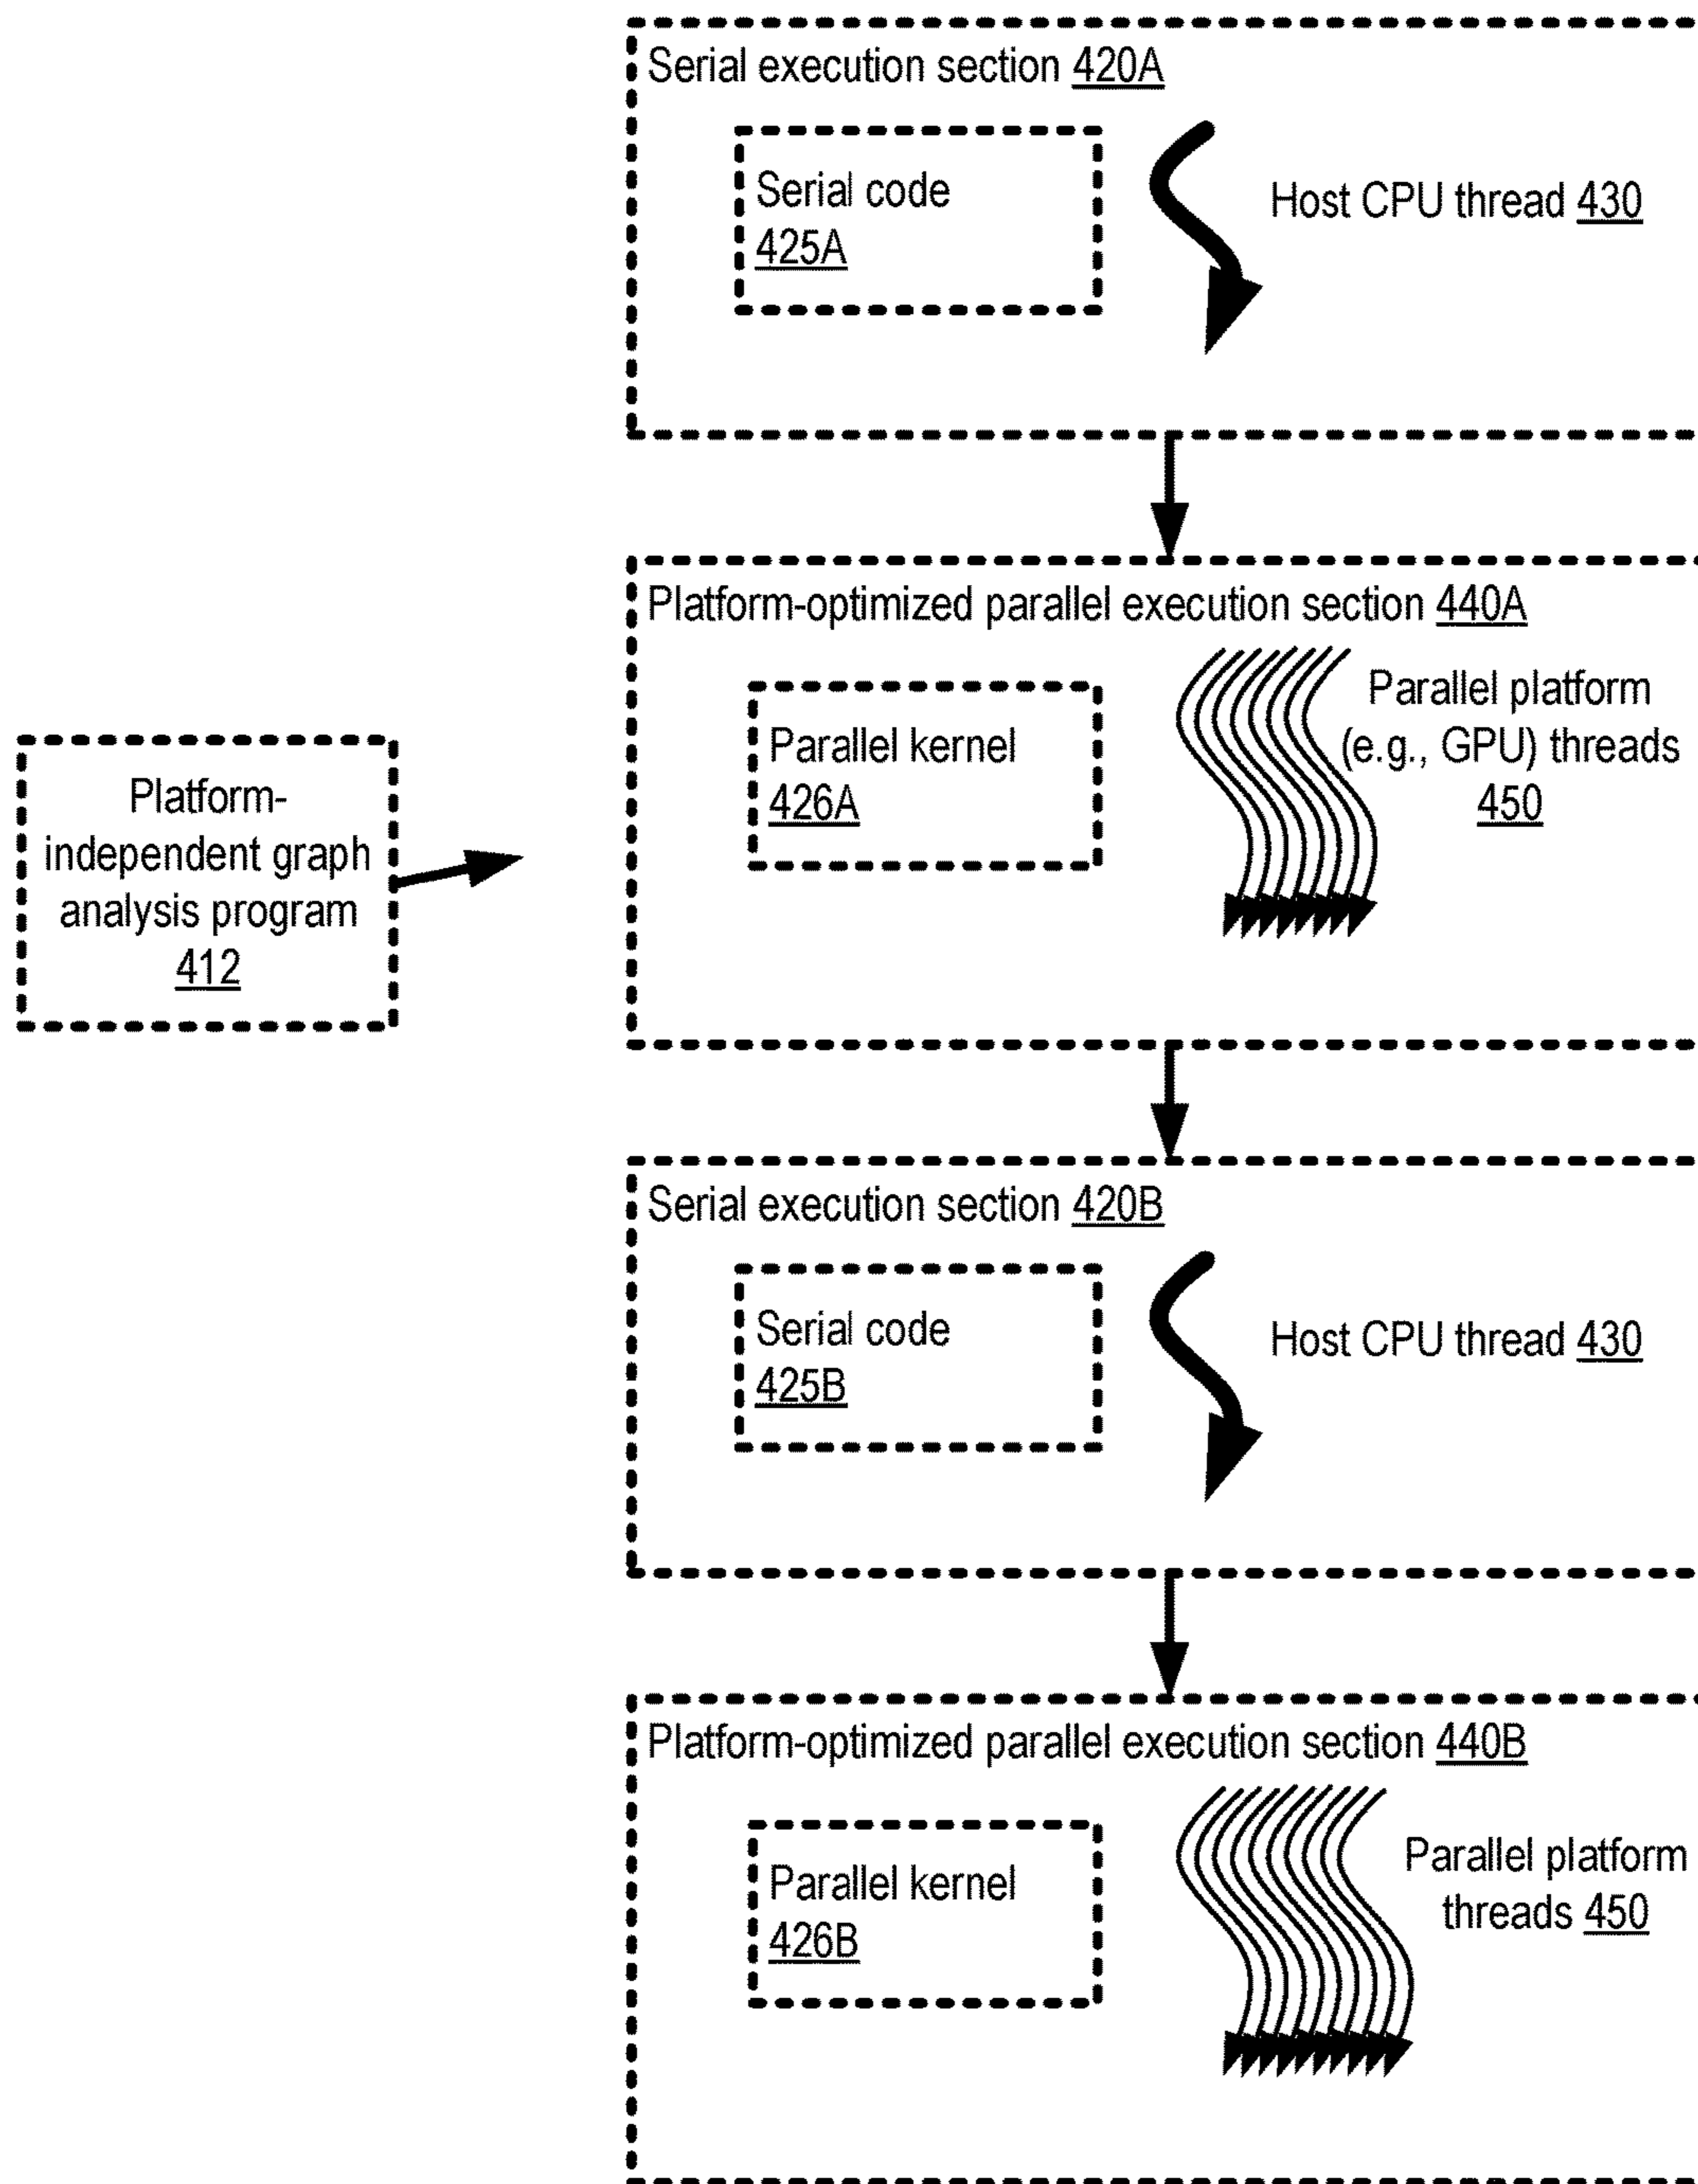 Serial execution section 420A
Serial code
425A
Host CPU thread 430
Platform-optimized parallel execution section 440A
Parallel kernel
426A
Parallel platform
(e.g., GPU) threads
450
Platform-
independent graph
analysis program
412
Serial execution section 420B
Serial code
425B
Host CPU thread 430
Platform-optimized parallel execution section 440B
Parallel kernel
426B
Parallel platform
threads 450